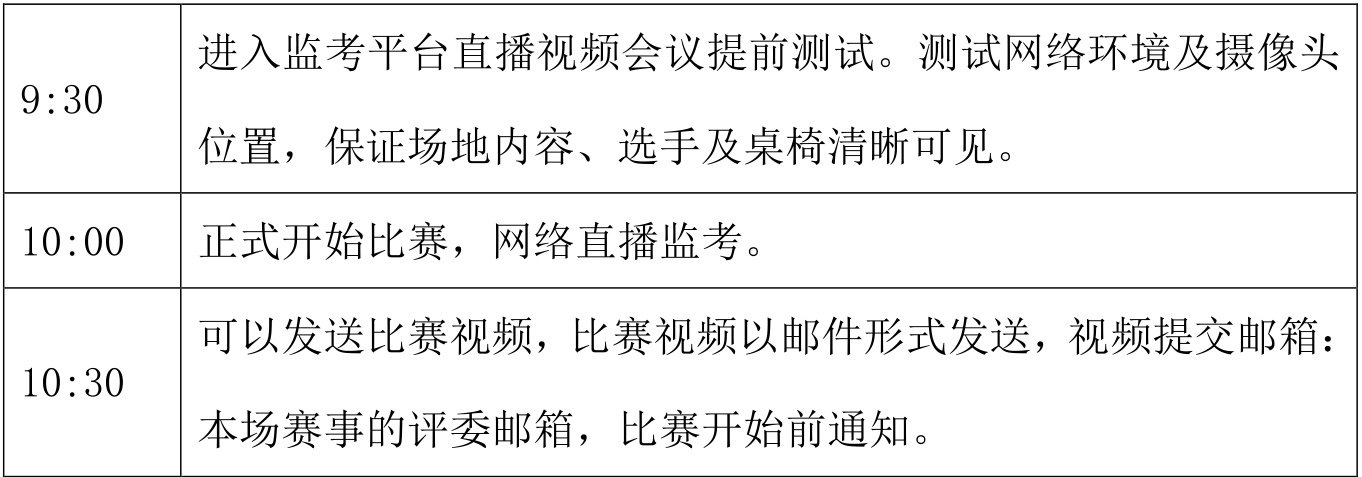 9:30
进入监考平台直播视频会议提前测试。测试网络环境及摄像头
位置，保证场地内容、选手及桌椅清晰可见。
10:00
正式开始比赛，网络直播监考。
10:30
可以发送比赛视频，比赛视频以邮件形式发送，视频提交邮箱：
本场赛事的评委邮箱，比赛开始前通知。